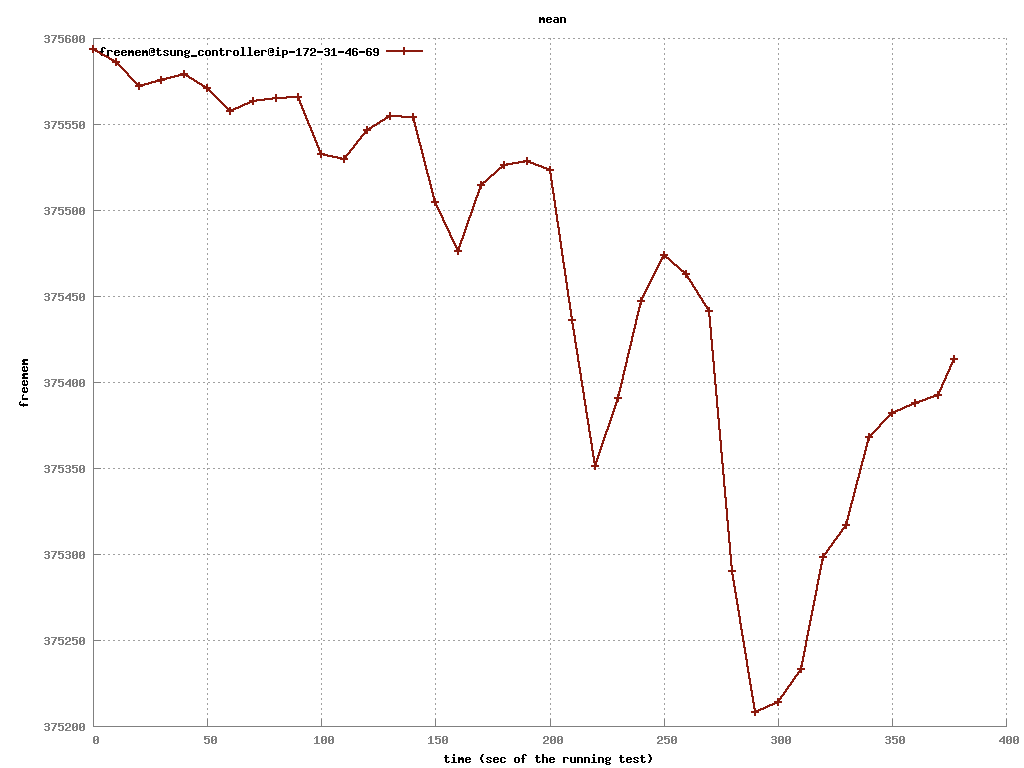 mean
375600
freemem@tsung_controller@ip-172-31-46-69
375550
375500
375450
375400
375350
375300
375250
375200
freemem
0 50 100 150 200 250 300 350 400
time (sec of the running test)